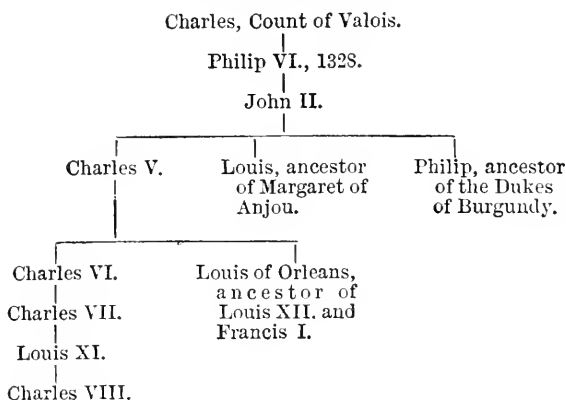 Charles, Count of Valois.
Philip VI., 1328.
John II.
Charles V.
Louis, ancestor
of Margaret of
Anjou.
Philip, ancestor
of the Dukes
of Burgundy.
Charles VI.
Louis of Orleans,
ancestor of
Louis XII. and
Francis I.
Charles VII.
Louis XI.
Charles VIII.